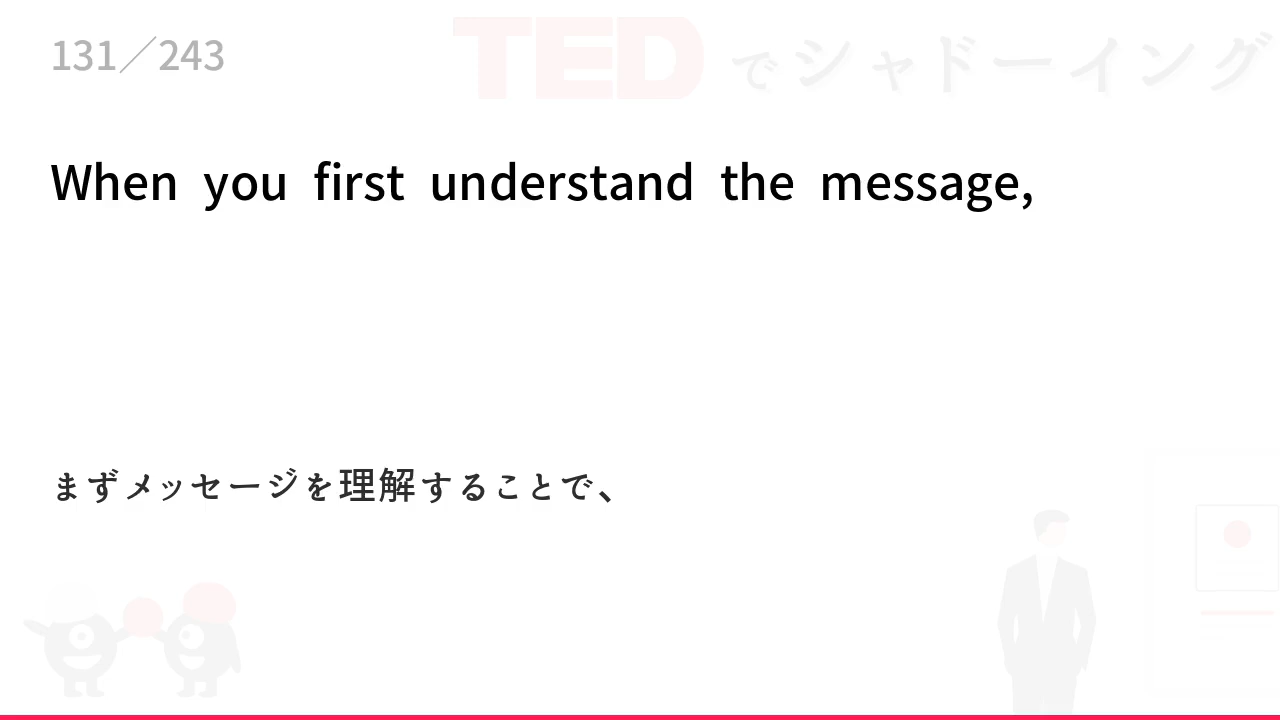 131／243
TEDでシャドーイング
When you first understand the message,
まずメッセージを理解することで、